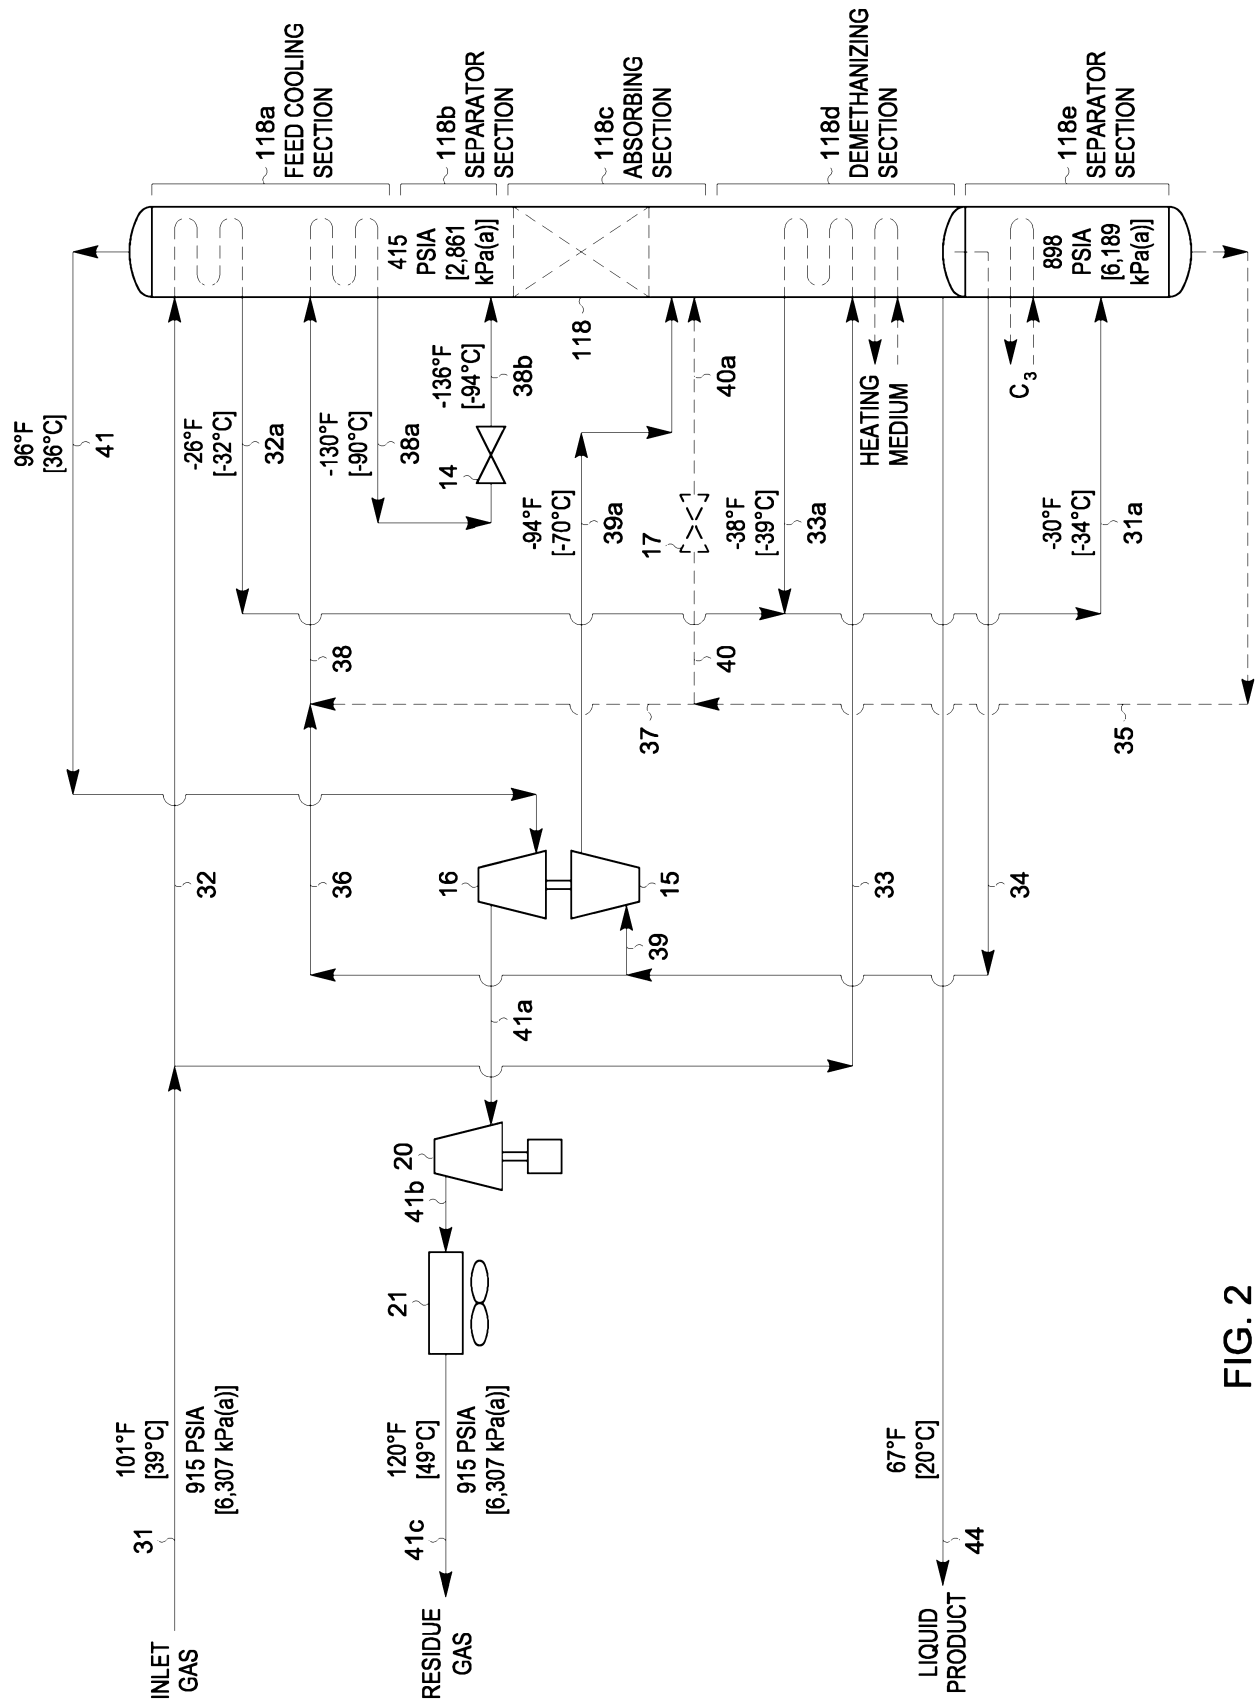 INLET
GAS
31
101°F
[39°C]
915 PSIA
[6,307 kPa(a)]
32
96°F
[36°C]
41
-26°F
[-32°C]
32a
118a
FEED COOLING
SECTION
RESIDUE
GAS
41c
120°F
[49°C]
915 PSIA
[6,307 kPa(a)]
21
41b
20
41a
36
16
15
39
38
-130°F
[-90°C]
38a
14
-136°F
[-94°C]
38b
415
PSIA
[2,861
kPa(a)]
118b
SEPARATOR
SECTION
37
40
-94°F
[-70°C]
39a
17
40a
118
118c
ABSORBING
SECTION
33
-38°F
[-39°C]
33a
HEATING
MEDIUM
118d
DEMETHANIZING
SECTION
LIQUID
PRODUCT
44
67°F
[20°C]
34
35
-30°F
[-34°C]
31a
C3
898
PSIA
[6,189
kPa(a)]
118e
SEPARATOR
SECTION
FIG. 2